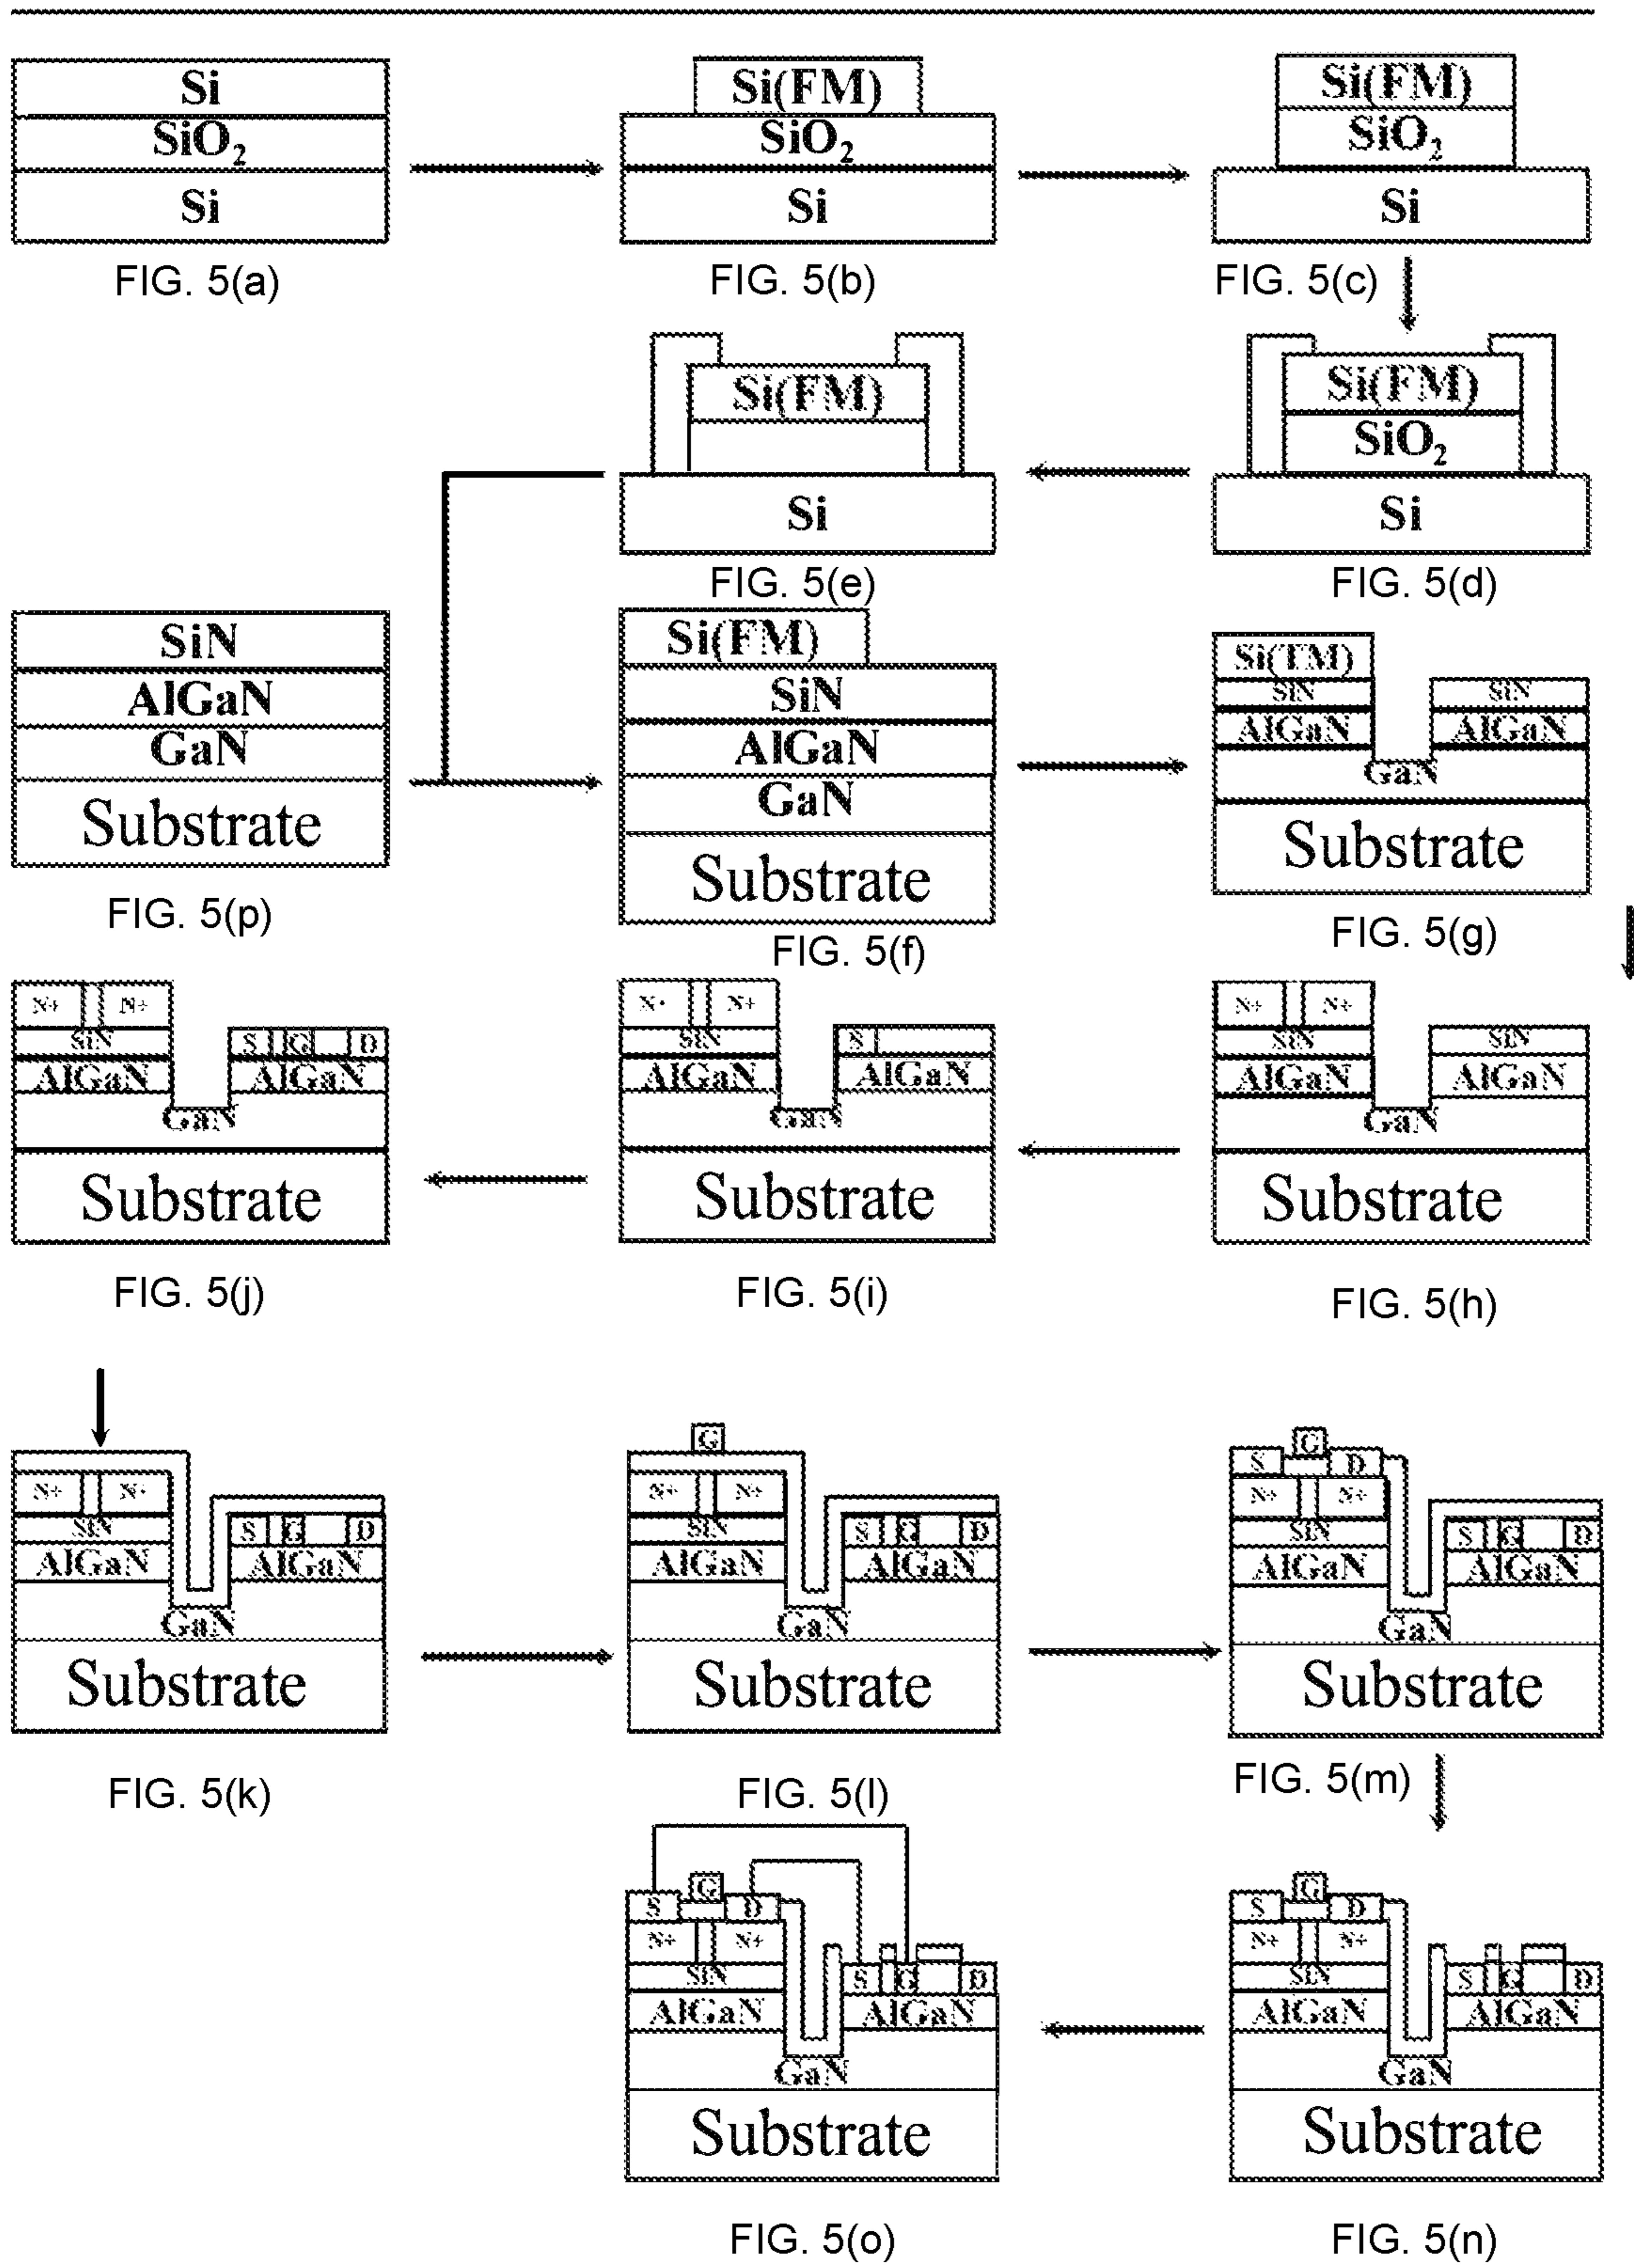 Si
SiO₂
Si
FIG. 5(a)
Si(FM)
SiO₂
Si
FIG. 5(b)
Si(FM)
SiO₂
Si
FIG. 5(c)
Si(FM)
SiO₂
Si
FIG. 5(d)
Si(FM)
Si
FIG. 5(e)
SiN
AlGaN
GaN
Substrate
FIG. 5(p)
Si(FM)
SiN
AlGaN
GaN
Substrate
FIG. 5(f)
Si(FM)
SiN SiN
AlGaN AlGaN
GaN
Substrate
FIG. 5(g)
N+ N+
SiN SiN
AlGaN AlGaN
GaN
Substrate
FIG. 5(h)
N+ N+
SiN S
AlGaN AlGaN
GaN
Substrate
FIG. 5(i)
N+ N+
SiN S G D
AlGaN AlGaN
GaN
Substrate
FIG. 5(j)
N+ N+
SiN S G D
AlGaN AlGaN
GaN
Substrate
FIG. 5(k)
G
N+ N+
SiN S G D
AlGaN AlGaN
GaN
Substrate
FIG. 5(l)
G
S D
N+ N+
SiN S G D
AlGaN AlGaN
GaN
Substrate
FIG. 5(m)
G
S D
N+ N+
SiN S G D
AlGaN AlGaN
GaN
Substrate
FIG. 5(n)
G
S D
N+ N+
SiN S G D
AlGaN AlGaN
GaN
Substrate
FIG. 5(o)